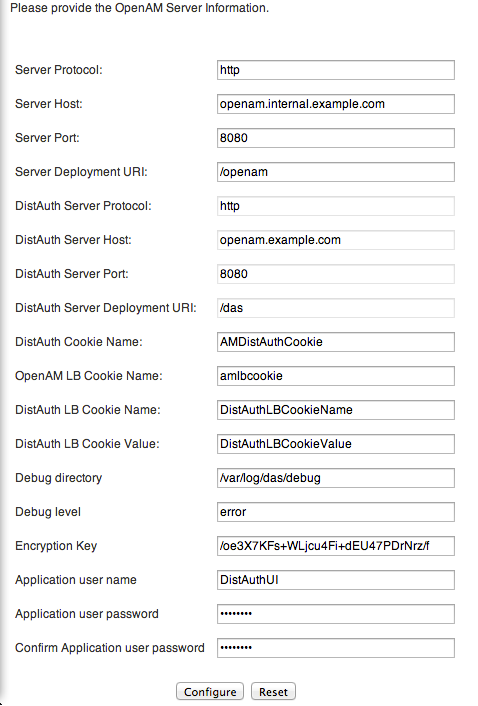 Please provide the OpenAM Server Information.
Server Protocol: http
Server Host: openam.internal.example.com
Server Port: 8080
Server Deployment URI: /openam
DistAuth Server Protocol: http
DistAuth Server Host: openam.example.com
DistAuth Server Port: 8080
DistAuth Server Deployment URI: /das
DistAuth Cookie Name: AMDistAuthCookie
OpenAM LB Cookie Name: amlbcookie
DistAuth LB Cookie Name: DistAuthLBCookieName
DistAuth LB Cookie Value: DistAuthLBCookieValue
Debug directory /var/log/das/debug
Debug level error
Encryption Key /oe3X7KFs+WLjcu4Fi+dEU47PDrNrz/f
Application user name DistAuthUI
Application user password ••••••••
Confirm Application user password ••••••••
Configure Reset